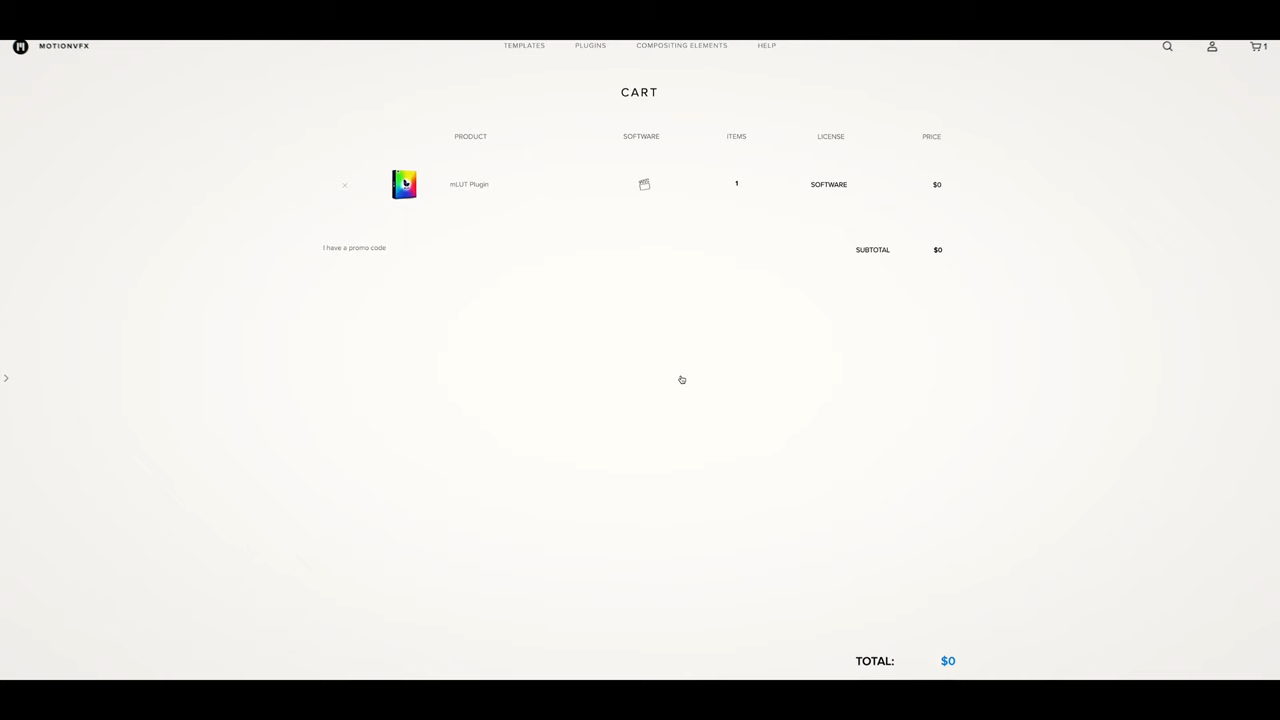 MOTIONVFX TEMPLATES PLUGINS COMPOSITING ELEMENTS HELP 1
CART
PRODUCT SOFTWARE ITEMS LICENSE PRICE
mLUT Plugin 1 SOFTWARE $0
I have a promo code SUBTOTAL $0
TOTAL: $0